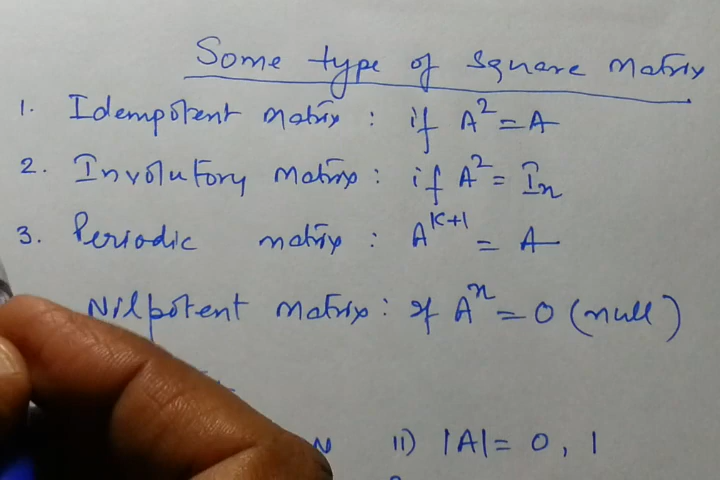 Some type of square matrix
1. Idempotent matrix : if A² = A
2. Involutory matrix : if A² = Iₙ
3. Periodic matrix : A^{K+1} = A
Nilpotent matrix : if Aⁿ = 0 (null)
ii) |A| = 0, 1